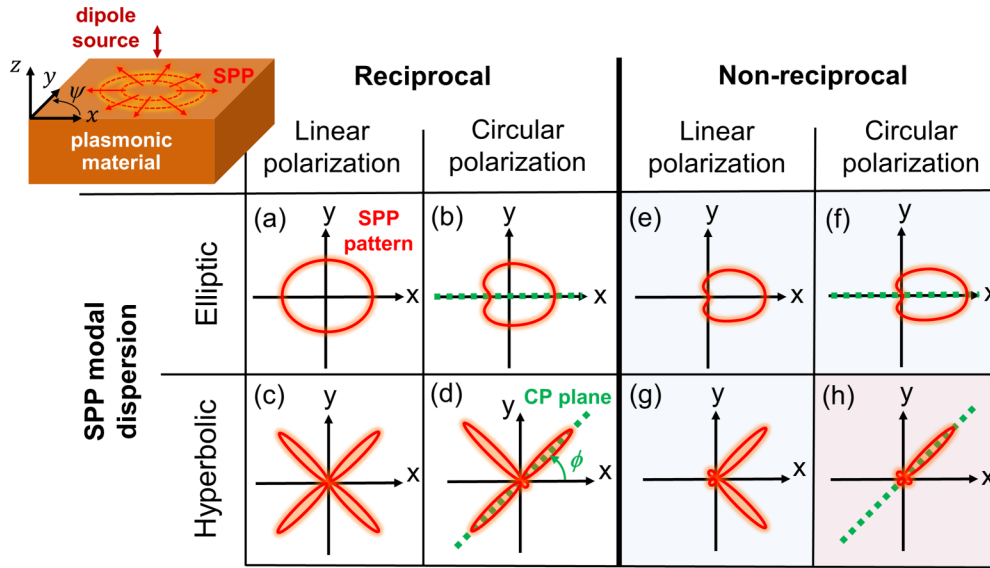 dipole
source
z
y
ψ
x
SPP
plasmonic
material
Reciprocal
Non-reciprocal
Linear
polarization
Circular
polarization
Linear
polarization
Circular
polarization
SPP modal
dispersion
Elliptic
(a)
y
SPP
pattern
x
(b)
y
x
(e)
y
x
(f)
y
x
Hyperbolic
(c)
y
x
(d)
y
CP plane
ϕ
x
(g)
y
x
(h)
y
x